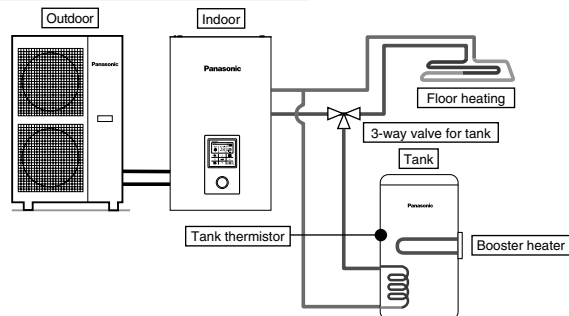 Outdoor
Indoor
Panasonic
Panasonic
Floor heating
3-way valve for tank
Tank
Panasonic
Tank thermistor
Booster heater